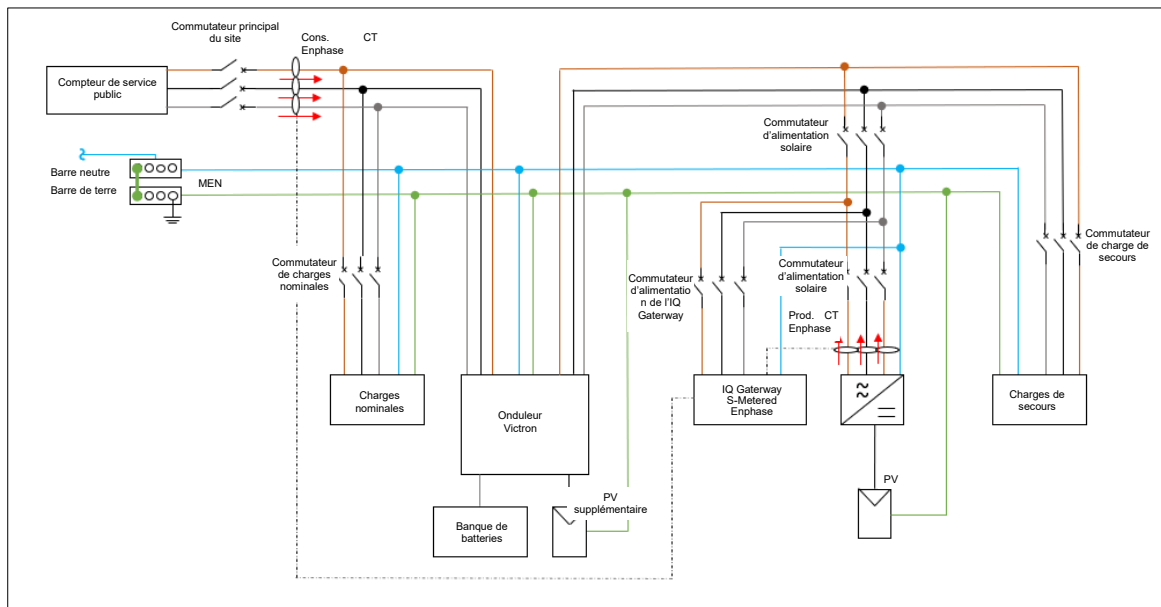 Commutateur principal
du site
Cons. CT
Enphase
Compteur de service
public
Barre neutre
Barre de terre
MEN
Commutateur
d'alimentation
solaire
Commutateur
de charges
nominales
Commutateur
d'alimentatio
n de l'IQ
Gaterway
Commutateur
d'alimentation
solaire
Commutateur
de charge de
secours
Prod. CT
Enphase
Charges
nominales
Onduleur
Victron
IQ Gaterway
S-Metered
Enphase
Charges de
secours
PV
supplémentaire
PV
Banque de
batteries